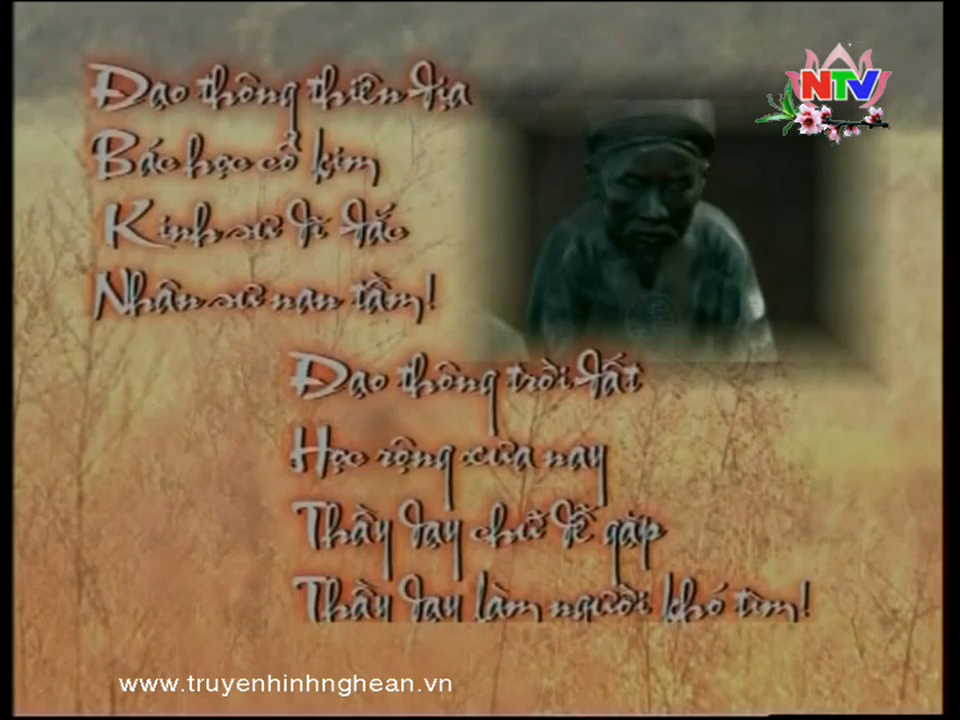 NTV
Đạo thông thiên địa
Bác học cổ kim
Kinh sư dĩ đắc
Nhân sư nan tầm!
Đạo thông trời đất
Học rộng xưa nay
Thầy dạy chữ dễ gặp
Thầy dạy làm người khó tìm!
www.truyenhinhnghean.vn